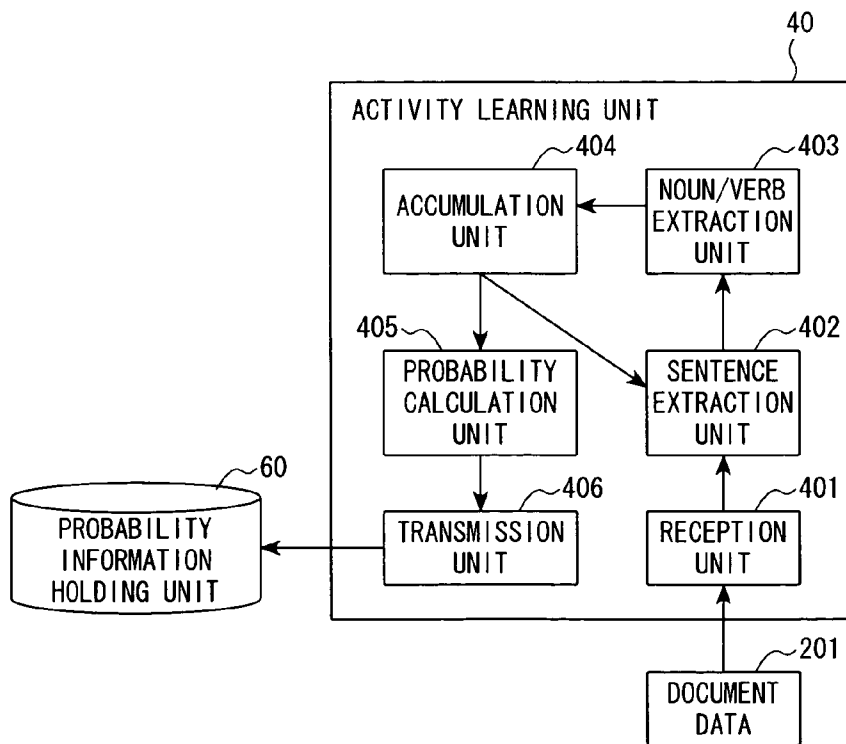 40
ACTIVITY LEARNING UNIT
404
ACCUMULATION
UNIT
403
NOUN/VERB
EXTRACTION
UNIT
405
PROBABILITY
CALCULATION
UNIT
402
SENTENCE
EXTRACTION
UNIT
60
PROBABILITY
INFORMATION
HOLDING UNIT
406
TRANSMISSION
UNIT
401
RECEPTION
UNIT
201
DOCUMENT
DATA